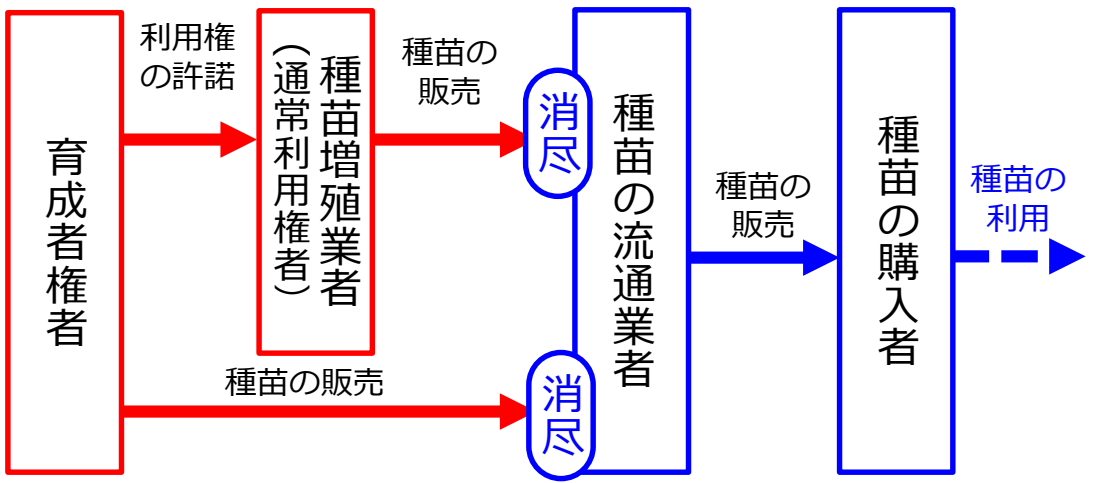 育成者権者
利用権
の許諾
種苗増殖業者
（通常利用権者）
種苗の
販売
種苗の販売
消尽
消尽
種苗の流通業者
種苗の
販売
種苗の購入者
種苗の
利用